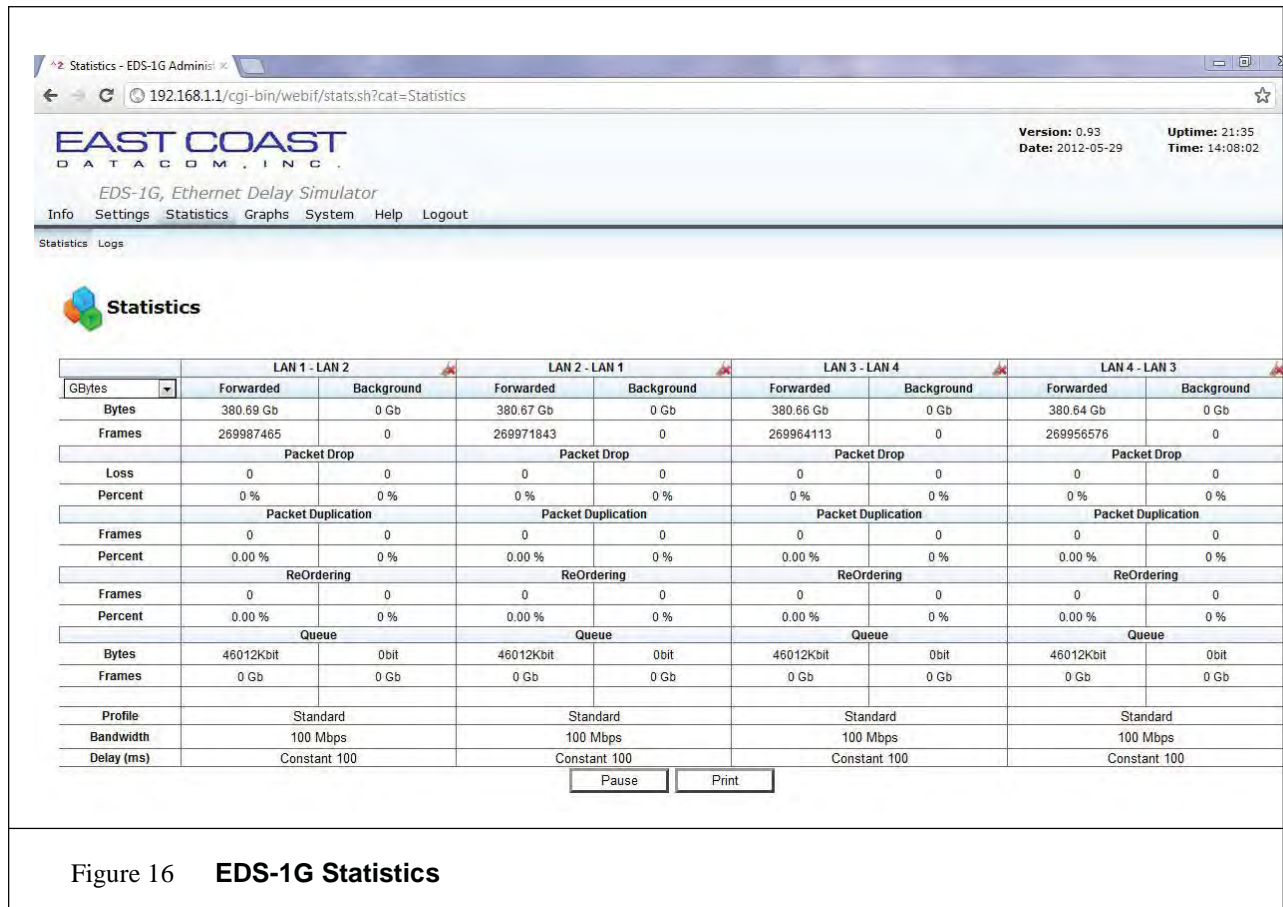 Statistics - EDS-1G Adminis
192.168.1.1/cgi-bin/webif/stats.sh?cat=Statistics
EAST COAST
DATACOM, INC.
Version: 0.93 Uptime: 21:35
Date: 2012-05-29 Time: 14:08:02
EDS-1G, Ethernet Delay Simulator
Info Settings Statistics Graphs System Help Logout
Statistics Logs
Statistics
LAN 1 - LAN 2 LAN 2 - LAN 1 LAN 3 - LAN 4 LAN 4 - LAN 3
GBytes Forwarded Background Forwarded Background Forwarded Background Forwarded Background
Bytes 380.69 Gb 0 Gb 380.67 Gb 0 Gb 380.66 Gb 0 Gb 380.64 Gb 0 Gb
Frames 269987465 0 269971843 0 269964113 0 269956576 0
Packet Drop Packet Drop Packet Drop Packet Drop
Loss 0 0 0 0 0 0 0 0
Percent 0 % 0 % 0 % 0 % 0 % 0 % 0 % 0 %
Packet Duplication Packet Duplication Packet Duplication Packet Duplication
Frames 0 0 0 0 0 0 0 0
Percent 0.00 % 0 % 0.00 % 0 % 0.00 % 0 % 0.00 % 0 %
ReOrdering ReOrdering ReOrdering ReOrdering
Frames 0 0 0 0 0 0 0 0
Percent 0.00 % 0 % 0.00 % 0 % 0.00 % 0 % 0.00 % 0 %
Queue Queue Queue Queue
Bytes 46012Kbit 0bit 46012Kbit 0bit 46012Kbit 0bit 46012Kbit 0bit
Frames 0 Gb 0 Gb 0 Gb 0 Gb 0 Gb 0 Gb 0 Gb 0 Gb
Profile Standard Standard Standard Standard
Bandwidth 100 Mbps 100 Mbps 100 Mbps 100 Mbps
Delay (ms) Constant 100 Constant 100 Constant 100 Constant 100
Pause Print
Figure 16 EDS-1G Statistics